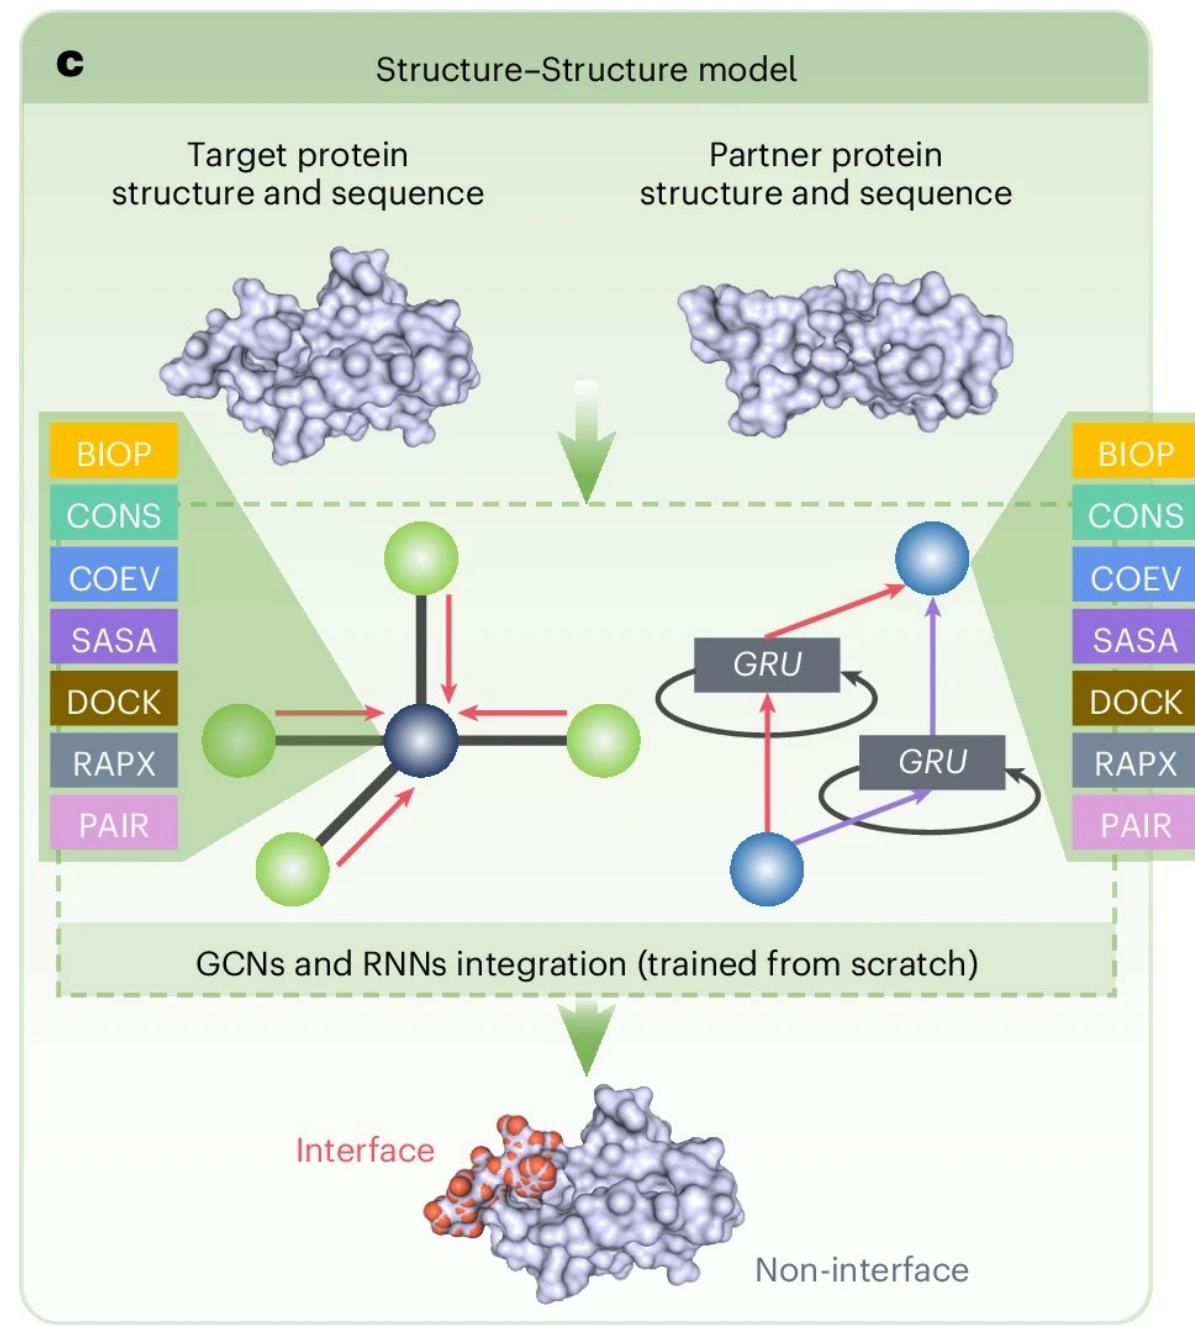 c
Structure–Structure model
Target protein
structure and sequence
Partner protein
structure and sequence
BIOP
CONS
COEV
SASA
DOCK
RAPX
PAIR
GRU
GRU
BIOP
CONS
COEV
SASA
DOCK
RAPX
PAIR
GCNs and RNNs integration (trained from scratch)
Interface
Non-interface